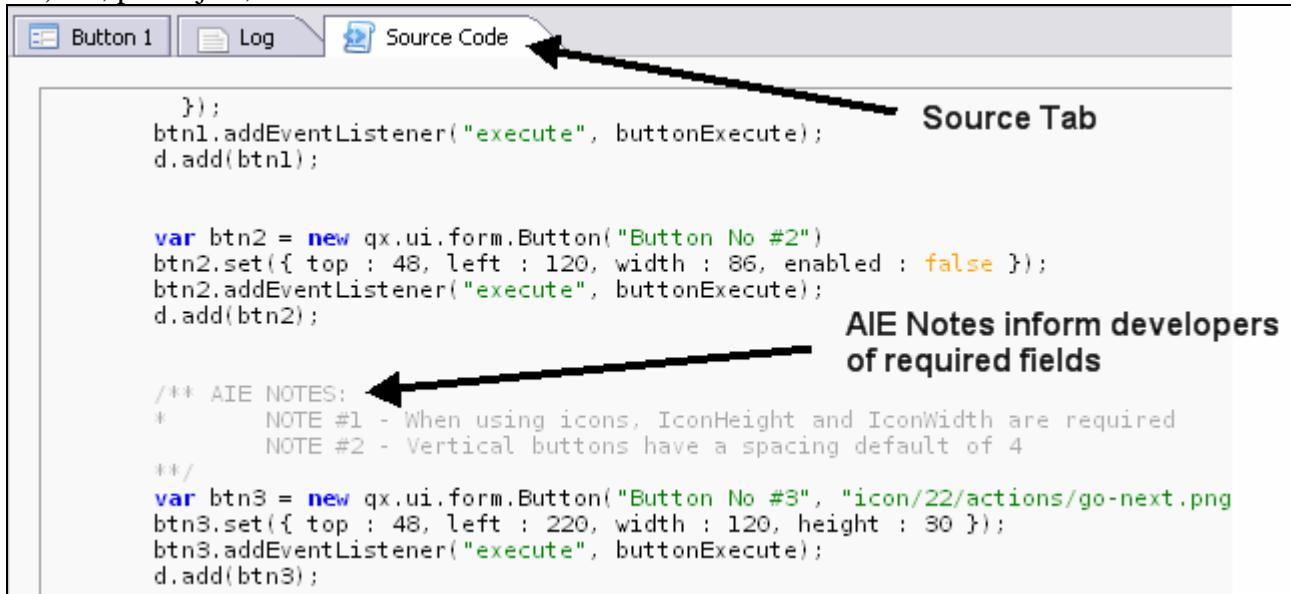 Button 1
Log
Source Code
Source Tab
});
btn1.addEventListener("execute", buttonExecute);
d.add(btn1);
var btn2 = new qx.ui.form.Button("Button No #2")
btn2.set({ top : 48, left : 120, width : 86, enabled : false });
btn2.addEventListener("execute", buttonExecute);
d.add(btn2);
AIE Notes inform developers
of required fields
/** AIE NOTES:
* NOTE #1 - When using icons, IconHeight and IconWidth are required
NOTE #2 - Vertical buttons have a spacing default of 4
**/
var btn3 = new qx.ui.form.Button("Button No #3", "icon/22/actions/go-next.png
btn3.set({ top : 48, left : 220, width : 120, height : 30 });
btn3.addEventListener("execute", buttonExecute);
d.add(btn3);